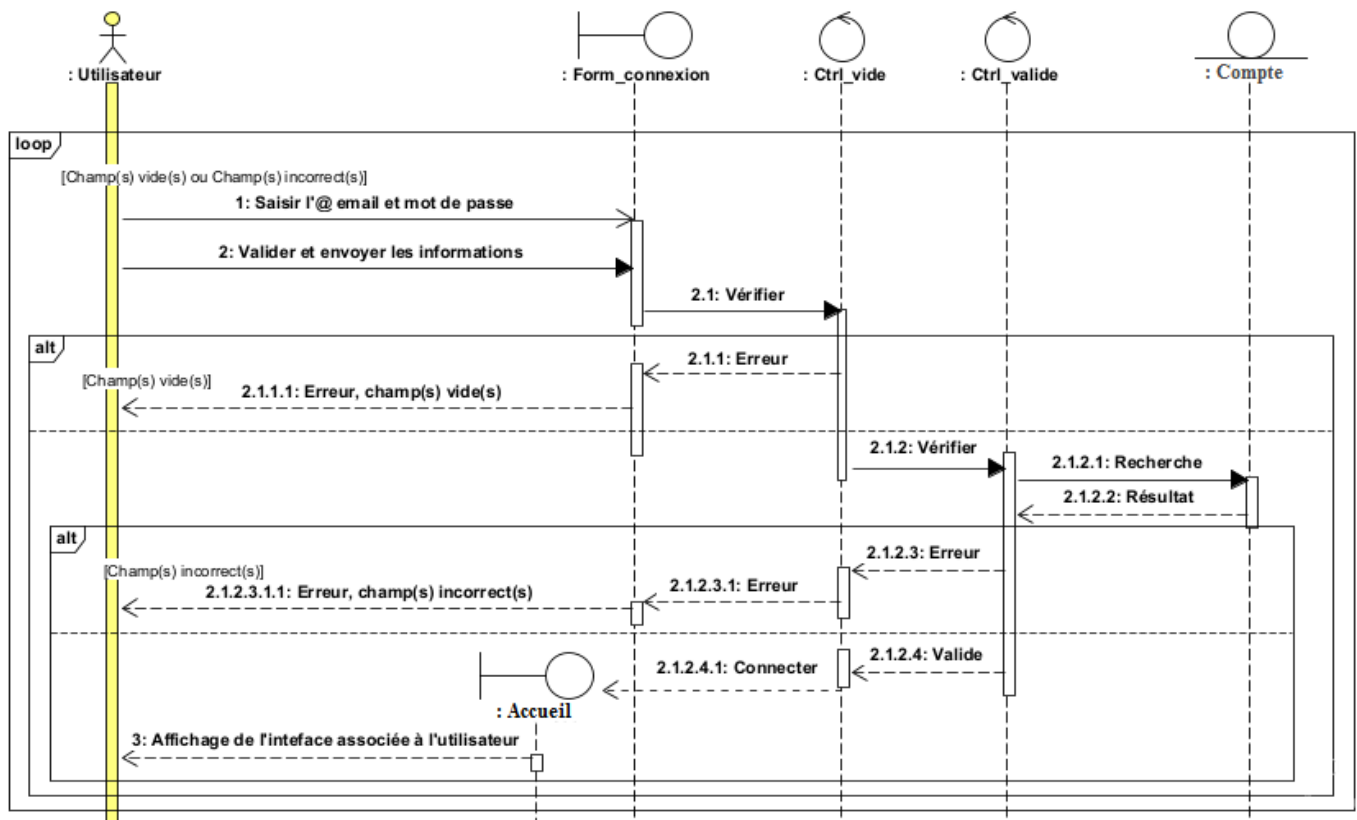 : Utilisateur
: Form_connexion
: Ctrl_vide
: Ctrl_valide
: Compte
loop
[Champ(s) vide(s) ou Champ(s) incorrect(s)]
1: Saisir l'@ email et mot de passe
2: Valider et envoyer les informations
2.1: Vérifier
alt
2.1.1: Erreur
[Champ(s) vide(s)]
2.1.1.1: Erreur, champ(s) vide(s)
2.1.2: Vérifier
2.1.2.1: Recherche
2.1.2.2: Résultat
alt
2.1.2.3: Erreur
[Champ(s) incorrect(s)]
2.1.2.3.1: Erreur
2.1.2.3.1.1: Erreur, champ(s) incorrect(s)
2.1.2.4: Valide
2.1.2.4.1: Connecter
: Accueil
3: Affichage de l'inteface associée à l'utilisateur